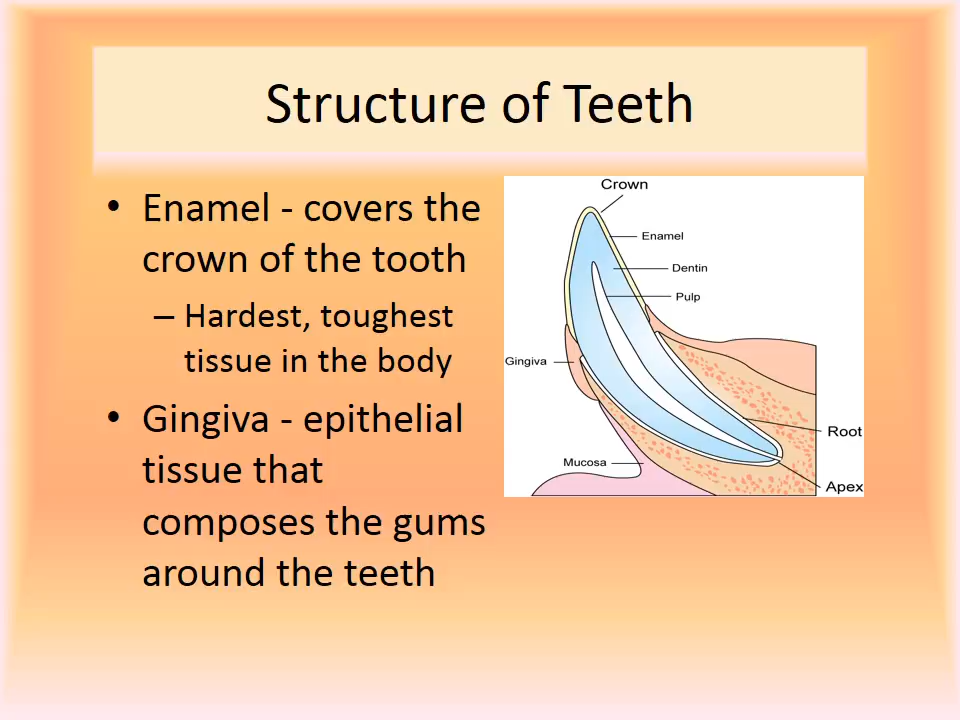 Structure of Teeth
• Enamel - covers the
crown of the tooth
– Hardest, toughest
tissue in the body
• Gingiva - epithelial
tissue that
composes the gums
around the teeth
Crown
Enamel
Dentin
Pulp
Gingiva
Root
Mucosa
Apex